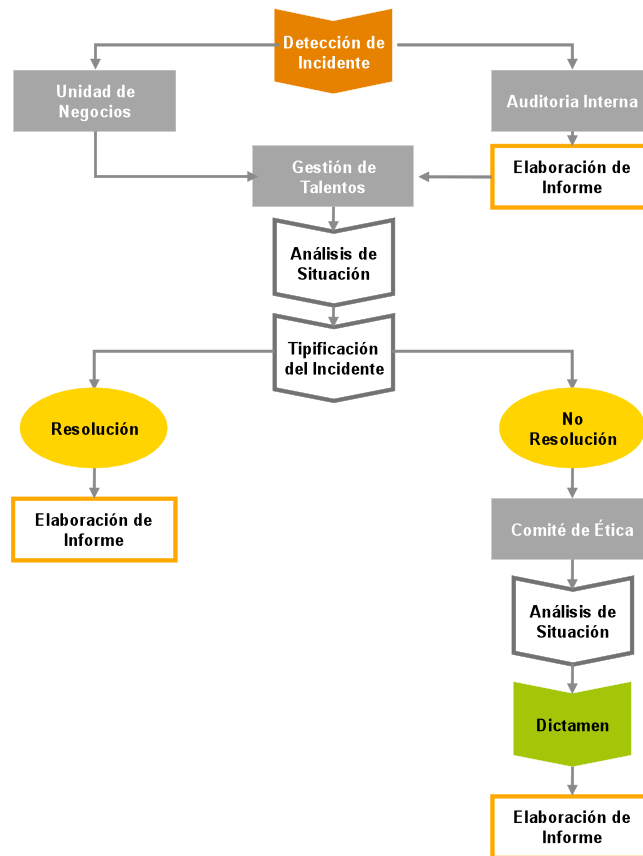 Detección de
Incidente
Unidad de
Negocios
Auditoria Interna
Elaboración de
Informe
Gestión de
Talentos
Análisis de
Situación
Tipificación
del Incidente
Resolución
No
Resolución
Elaboración de
Informe
Comité de Ética
Análisis de
Situación
Dictamen
Elaboración de
Informe